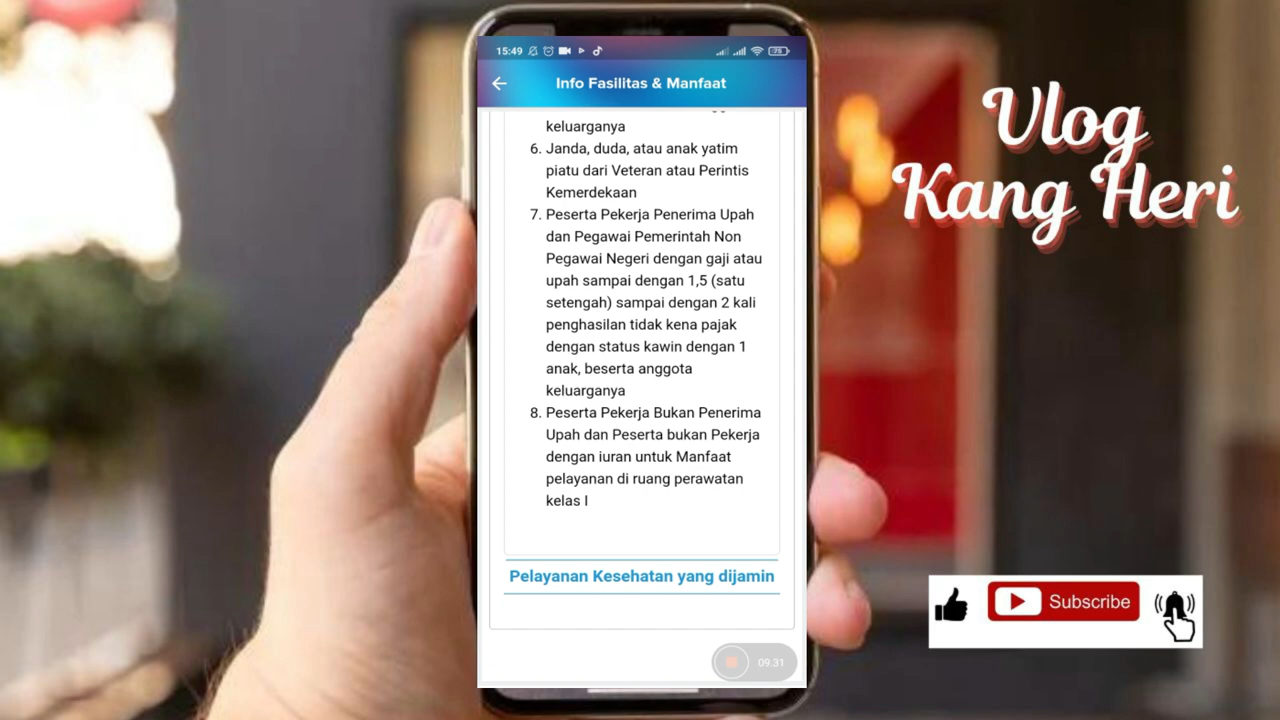 15:49
75
Info Fasilitas & Manfaat
keluarganya
6. Janda, duda, atau anak yatim
piatu dari Veteran atau Perintis
Kemerdekaan
7. Peserta Pekerja Penerima Upah
dan Pegawai Pemerintah Non
Pegawai Negeri dengan gaji atau
upah sampai dengan 1,5 (satu
setengah) sampai dengan 2 kali
penghasilan tidak kena pajak
dengan status kawin dengan 1
anak, beserta anggota
keluarganya
8. Peserta Pekerja Bukan Penerima
Upah dan Peserta bukan Pekerja
dengan iuran untuk Manfaat
pelayanan di ruang perawatan
kelas I
Pelayanan Kesehatan yang dijamin
09.31
Vlog
Kang Heri
Subscribe